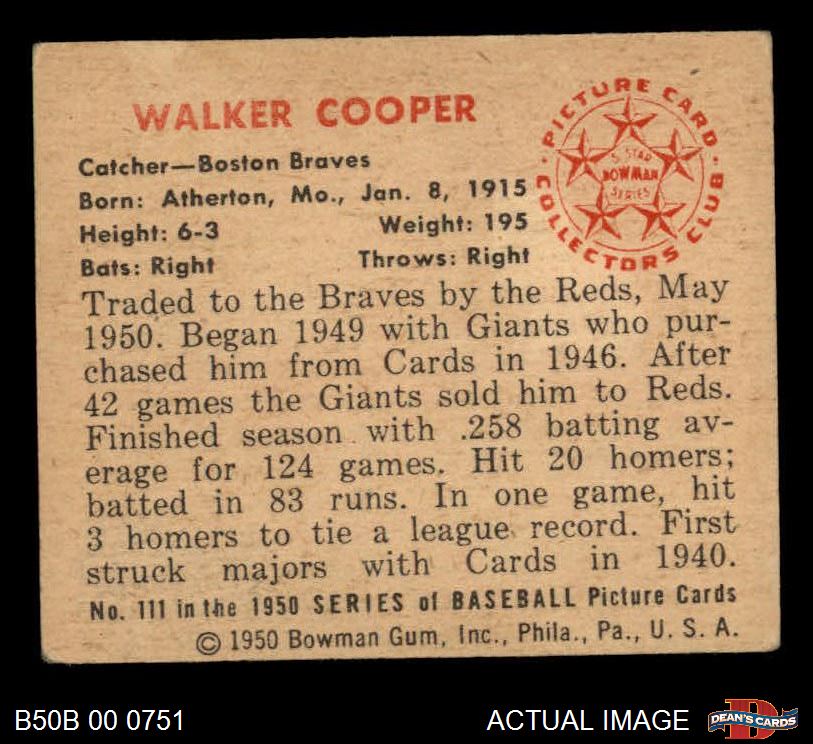 WALKER COOPER
PICTURE CARD
COLLECTORS CLUB
5 STAR
BOWMAN
SERIES
Catcher—Boston Braves
Born: Atherton, Mo., Jan. 8, 1915
Height: 6-3 Weight: 195
Bats: Right Throws: Right
Traded to the Braves by the Reds, May
1950. Began 1949 with Giants who pur-
chased him from Cards in 1946. After
42 games the Giants sold him to Reds.
Finished season with .258 batting av-
erage for 124 games. Hit 20 homers;
batted in 83 runs. In one game, hit
3 homers to tie a league record. First
struck majors with Cards in 1940.
No. 111 in the 1950 SERIES of BASEBALL Picture Cards
© 1950 Bowman Gum, Inc., Phila., Pa., U. S. A.
B50B 00 0751
ACTUAL IMAGE
D
DEAN'S CARDS